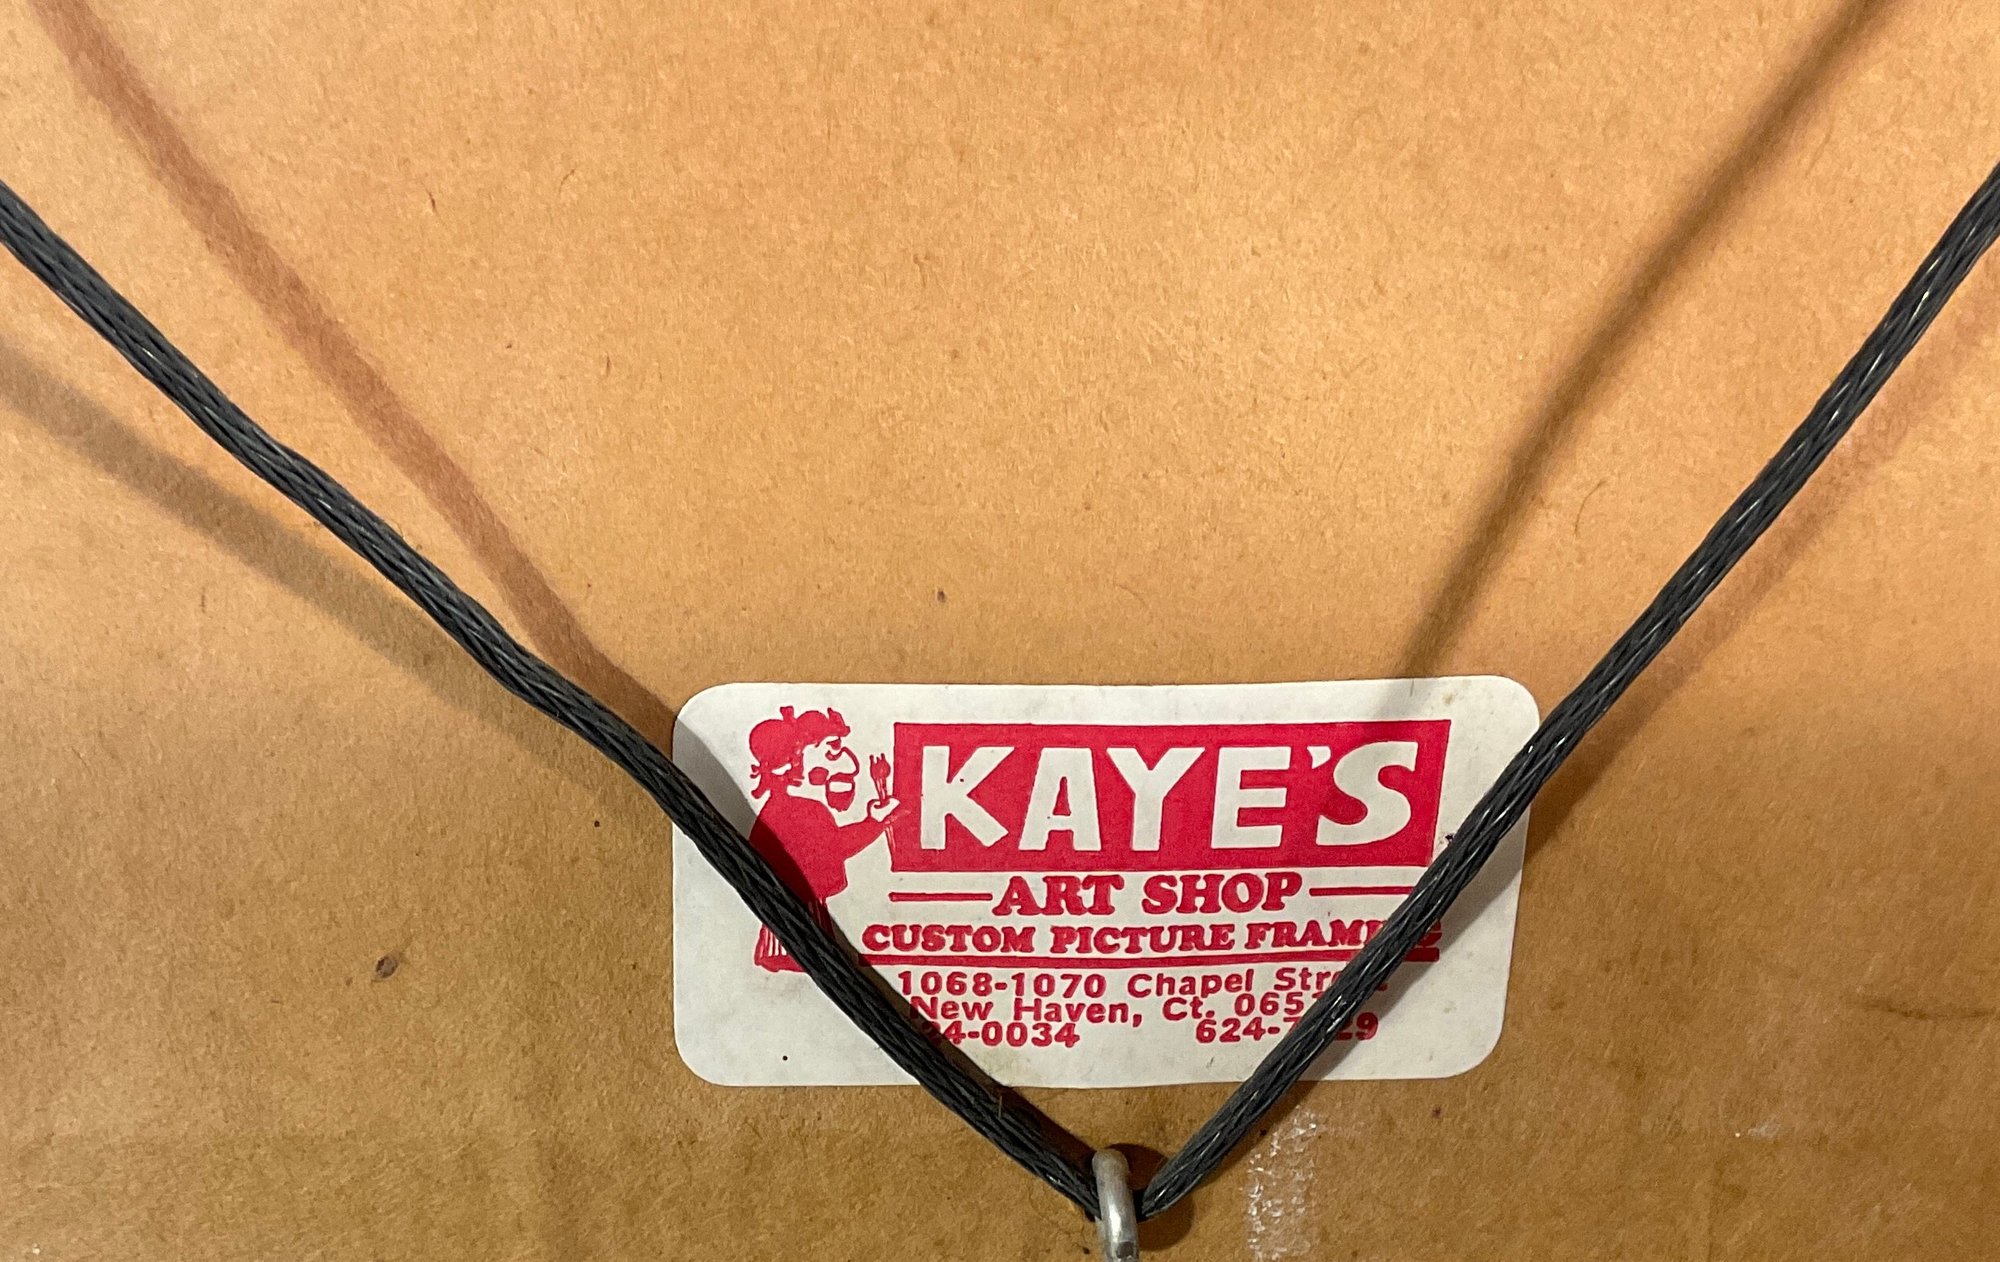 KAYE'S
ART SHOP
CUSTOM PICTURE
1068-1070 Chapel
New Haven, Ct.